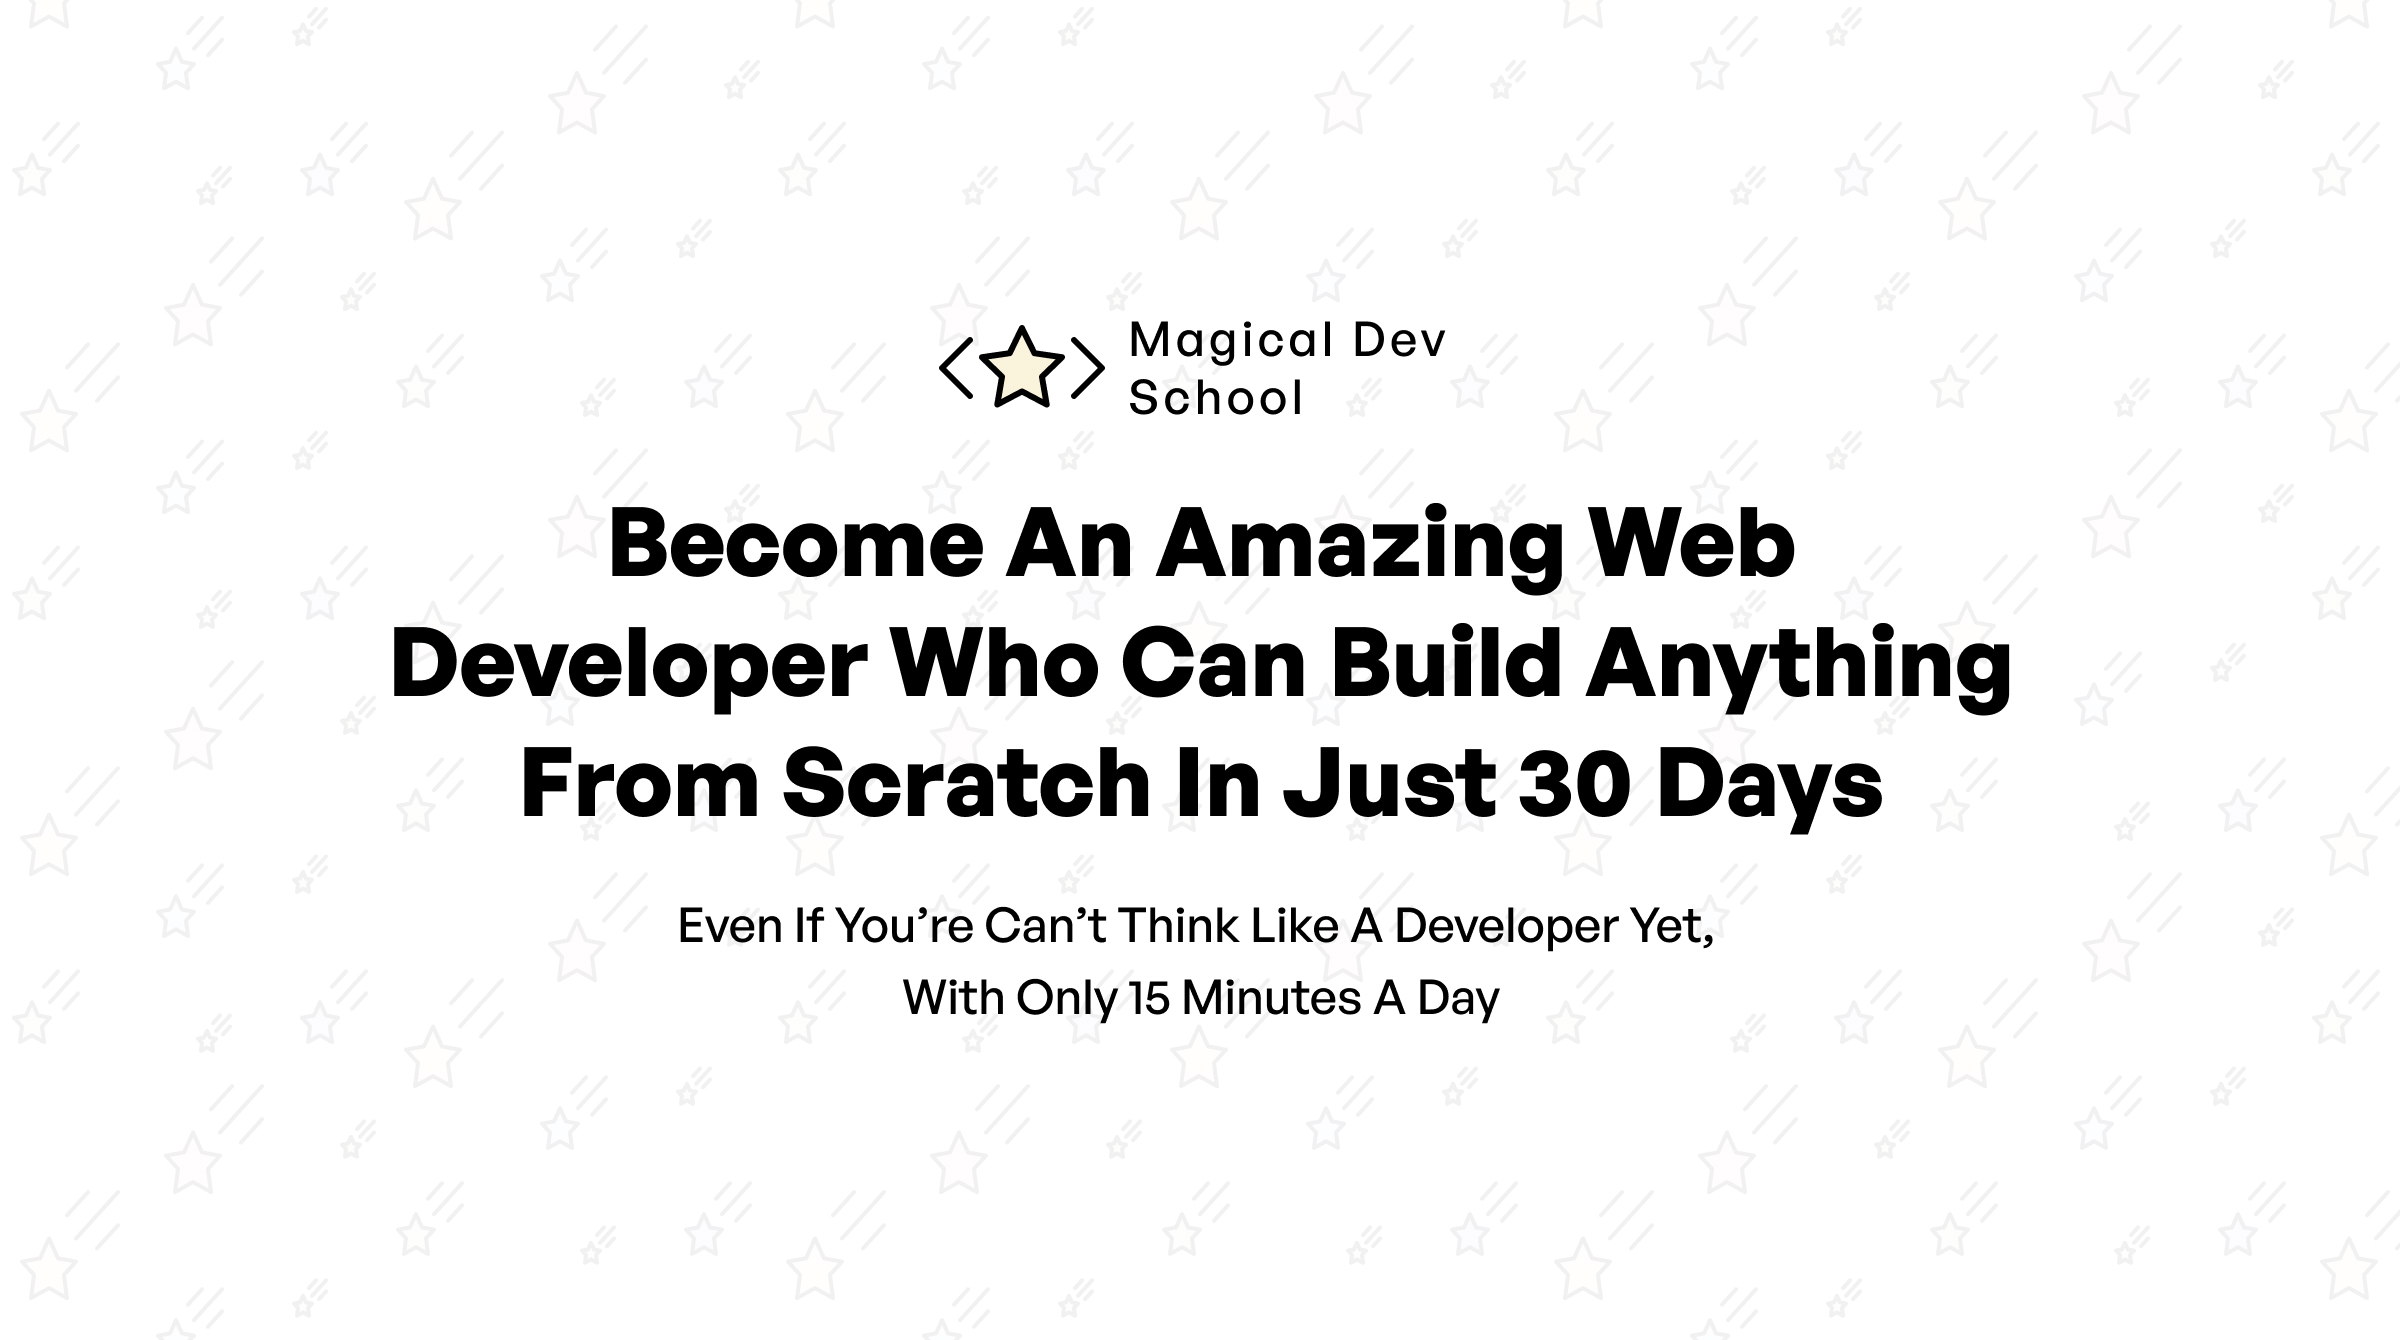 Magical Dev
School
Become An Amazing Web
Developer Who Can Build Anything
From Scratch In Just 30 Days
Even If You’re Can’t Think Like A Developer Yet,
With Only 15 Minutes A Day